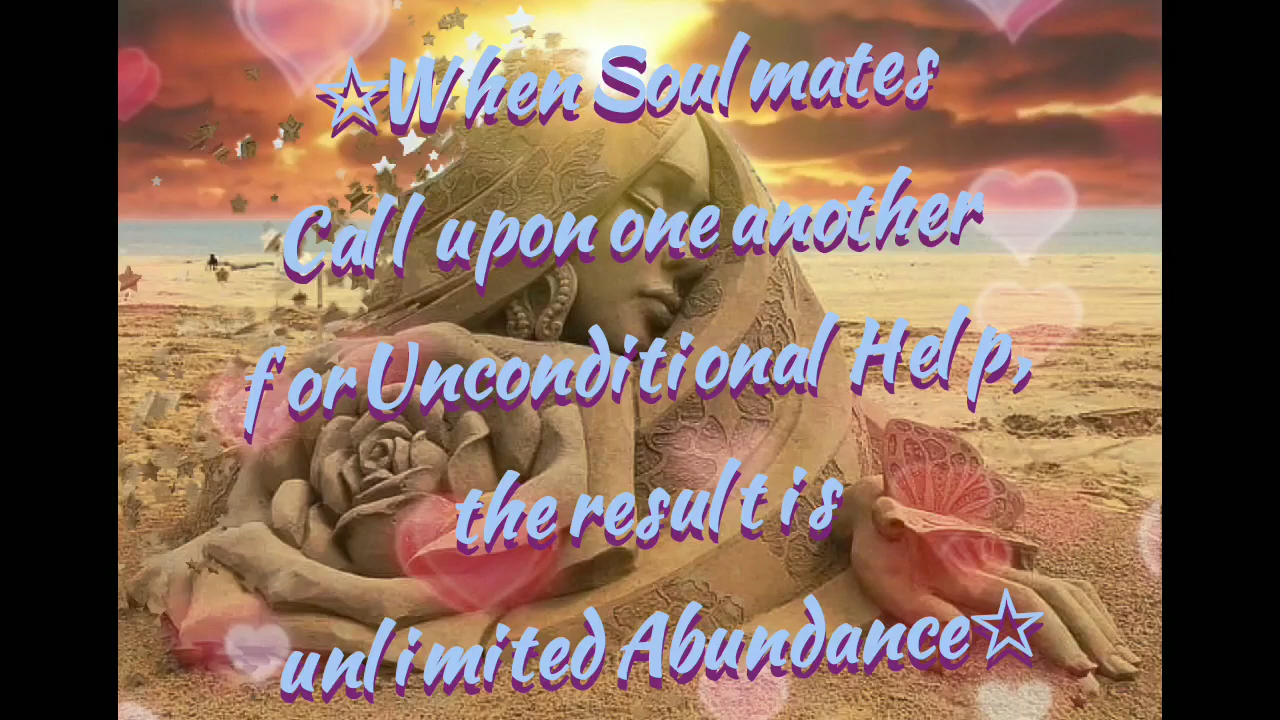 ☆When Soulmates
Call upon one another
for Unconditional Help,
the result is
unlimited Abundance☆